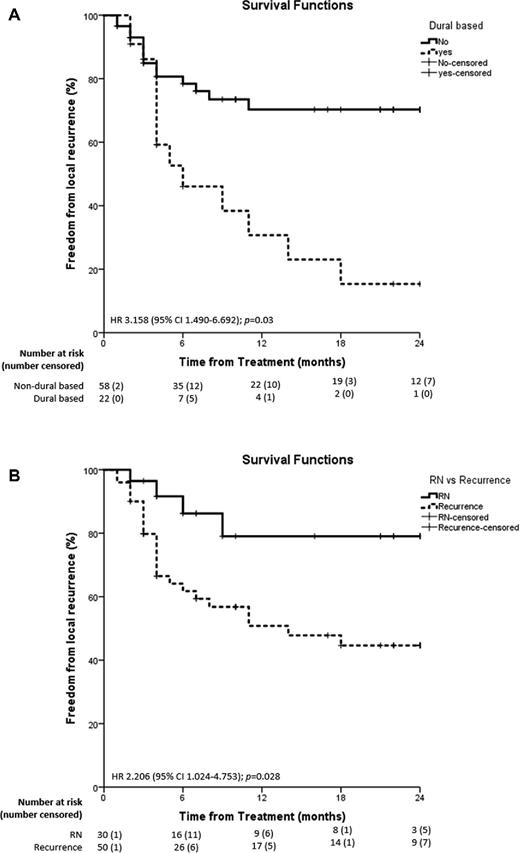 A
Survival Functions
Dural based
No
yes
No-censored
yes-censored
Freedom from local recurrence (%)
100
80
60
40
20
0
HR 3.158 (95% CI 1.490-6.692); p=0.03
0 6 12 18 24
Time from Treatment (months)
Number at risk
(number censored)
Non-dural based 58 (2) 35 (12) 22 (10) 19 (3) 12 (7)
Dural based 22 (0) 7 (5) 4 (1) 2 (0) 1 (0)
B
Survival Functions
RN vs Recurrence
RN
Recurrence
RN-censored
Recurence-censored
Freedom from local recurrence (%)
100
80
60
40
20
0
HR 2.206 (95% CI 1.024-4.753); p=0.028
0 6 12 18 24
Time from Treatment (months)
Number at risk
(number censored)
RN 30 (1) 16 (11) 9 (6) 8 (1) 3 (5)
Recurrence 50 (1) 26 (6) 17 (5) 14 (1) 9 (7)